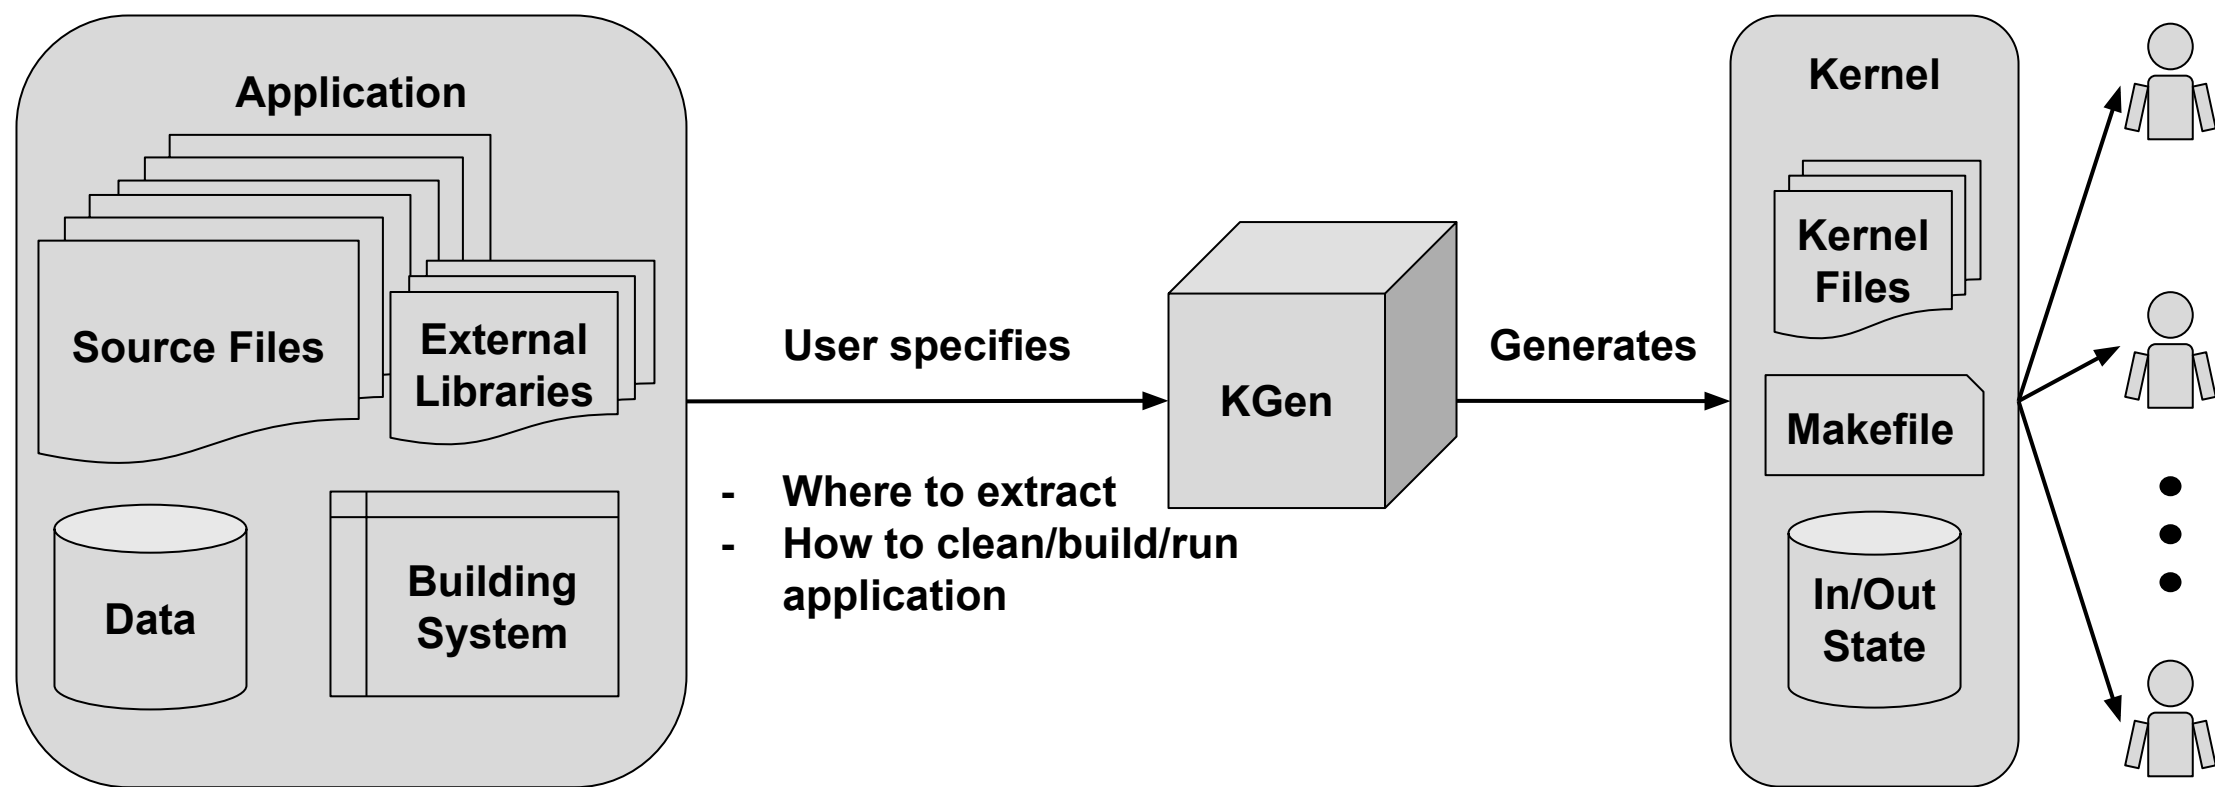 Application
Source Files
External
Libraries
Data
Building
System
User specifies
- Where to extract
- How to clean/build/run
application
KGen
Generates
Kernel
Kernel
Files
Makefile
In/Out
State